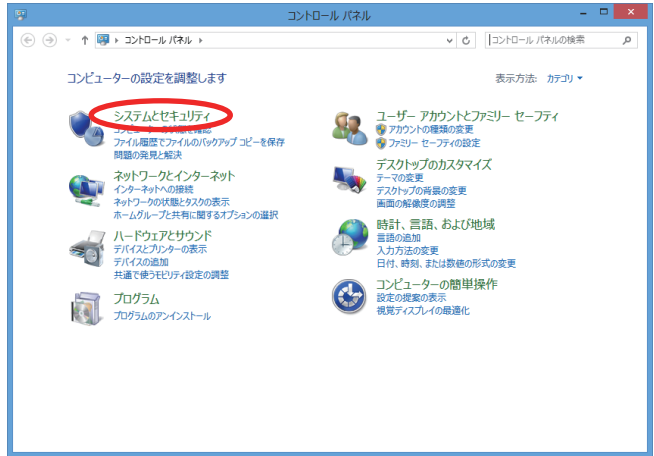 コントロール パネル
コントロール パネル
コントロール パネルの検索
コンピューターの設定を調整します
表示方法: カテゴリ
システムとセキュリティ
コンピューターの状態を確認
ファイル履歴でファイルのバックアップ コピーを保存
問題の発見と解決
ネットワークとインターネット
インターネットへの接続
ネットワークの状態とタスクの表示
ホームグループと共有に関するオプションの選択
ハードウェアとサウンド
デバイスとプリンターの表示
デバイスの追加
共通で使うモビリティ設定の調整
プログラム
プログラムのアンインストール
ユーザー アカウントとファミリー セーフティ
アカウントの種類の変更
ファミリー セーフティの設定
デスクトップのカスタマイズ
テーマの変更
デスクトップの背景の変更
画面の解像度の調整
時計、言語、および地域
言語の追加
入力方法の変更
日付、時刻、または数値の形式の変更
コンピューターの簡単操作
設定の提案の表示
視覚ディスプレイの最適化